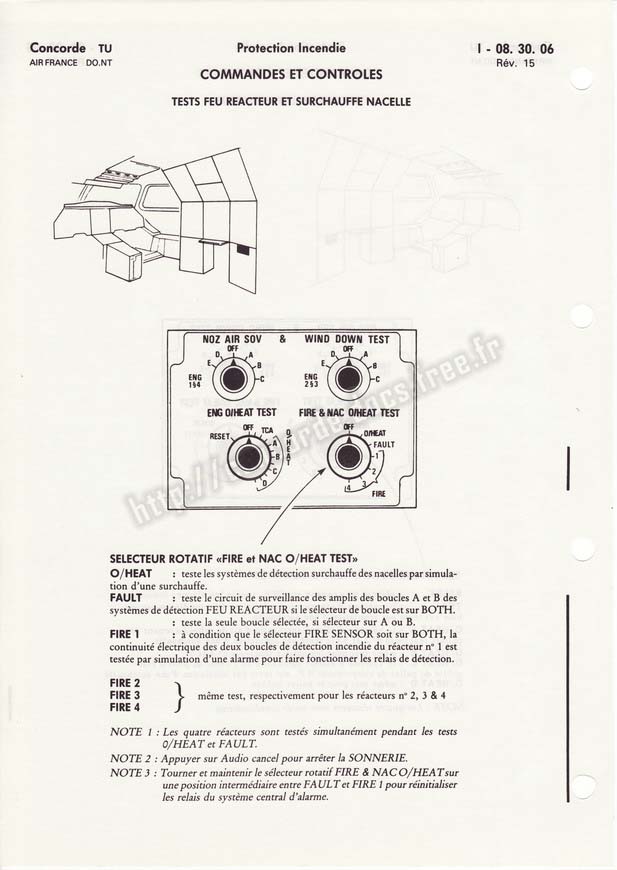 Concorde TU
Protection Incendie
I - 08. 30. 06
AIR FRANCE DO.NT
Rév. 15
COMMANDES ET CONTROLES
TESTS FEU REACTEUR ET SURCHAUFFE NACELLE
NOZ AIR SOV & WIND DOWN TEST
OFF
A
B
C
D
E
ENG
1§4
OFF
A
B
C
D
E
ENG
2§3
ENG O/HEAT TEST
OFF
RESET
TCA
A
B
C
D
O/HEAT
FIRE & NAC O/HEAT TEST
OFF
O/HEAT
FAULT
1
2
3
4
FIRE
SELECTEUR ROTATIF «FIRE et NAC O/HEAT TEST»
O/HEAT : teste les systèmes de détection surchauffe des nacelles par simula-
tion d'une surchauffe.
FAULT : teste le circuit de surveillance des amplis des boucles A et B des
systèmes de détection FEU REACTEUR si le sélecteur de boucle est sur BOTH.
: teste la seule boucle sélectée, si sélecteur sur A ou B.
FIRE 1 : à condition que le sélecteur FIRE SENSOR soit sur BOTH, la
continuité électrique des deux boucles de détection incendie du réacteur n° 1 est
testée par simulation d'une alarme pour faire fonctionner les relais de détection.
FIRE 2
FIRE 3 } même test, respectivement pour les réacteurs n° 2, 3 & 4
FIRE 4
NOTE 1 : Les quatre réacteurs sont testés simultanément pendant les tests
0/HEAT et FAULT.
NOTE 2 : Appuyer sur Audio cancel pour arrêter la SONNERIE.
NOTE 3 : Tourner et maintenir le sélecteur rotatif FIRE & NAC O/HEAT sur
une position intermédiaire entre FAULT et FIRE 1 pour réinitialiser
les relais du système central d'alarme.